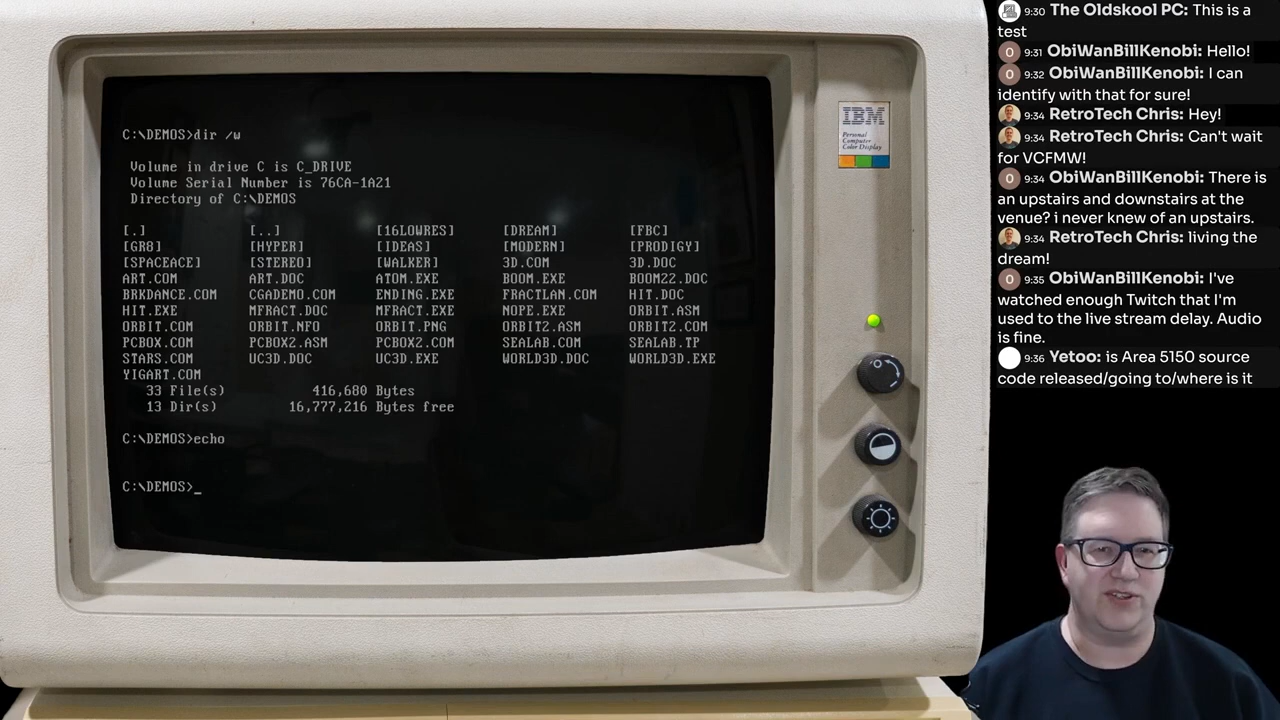 C:\DEMOS>dir /w
Volume in drive C is C_DRIVE
Volume Serial Number is 76CA-1A21
Directory of C:\DEMOS
[.] [..] [16LOWRES] [DREAM] [FBC]
[GR8] [HYPER] [IDEAS] [MODERN] [PRODIGY]
[SPACEACE] [STEREO] [WALKER] 3D.COM 3D.DOC
ART.COM ART.DOC ATOM.EXE BOOM.EXE BOOM22.DOC
BRKDANCE.COM CGADEMO.COM ENDING.EXE FRACTLAN.COM HIT.DOC
HIT.EXE MFRACT.DOC MFRACT.EXE NOPE.EXE ORBIT.ASM
ORBIT.COM ORBIT.NFO ORBIT.PNG ORBIT2.ASM ORBIT2.COM
PCBOX.COM PCBOX2.ASM PCBOX2.COM SEALAB.COM SEALAB.TP
STARS.COM UC3D.DOC UC3D.EXE WORLD3D.DOC WORLD3D.EXE
YIGART.COM
33 File(s) 416,680 Bytes
13 Dir(s) 16,777,216 Bytes free
C:\DEMOS>echo
C:\DEMOS>_
IBM
Personal
Computer
Color Display
9:30 The Oldskool PC: This is a
test
O 9:31 ObiWanBillKenobi: Hello!
O 9:32 ObiWanBillKenobi: I can
identify with that for sure!
9:34 RetroTech Chris: Hey!
9:34 RetroTech Chris: Can't wait
for VCFMW!
O 9:34 ObiWanBillKenobi: There is
an upstairs and downstairs at the
venue? i never knew of an upstairs.
9:34 RetroTech Chris: living the
dream!
O 9:35 ObiWanBillKenobi: I've
watched enough Twitch that I'm
used to the live stream delay. Audio
is fine.
9:36 Yetoo: is Area 5150 source
code released/going to/where is it